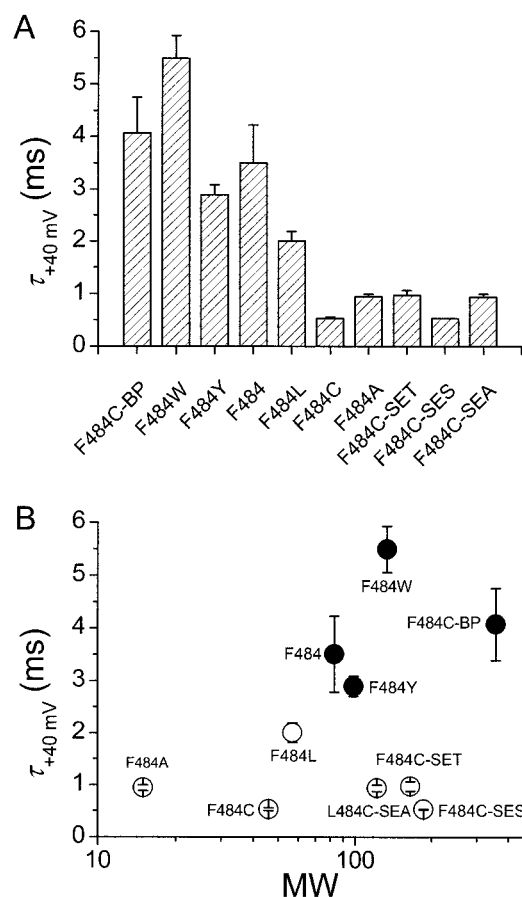 A
6
5
4
3
2
1
0
τ+40 mV (ms)
F484C-BP
F484W
F484Y
F484
F484L
F484C
F484A
F484C-SET
F484C-SES
F484C-SEA
B
6
5
4
3
2
1
0
τ+40 mV (ms)
F484W
F484C-BP
F484
F484Y
F484L
F484A
F484C-SET
F484C
L484C-SEA
F484C-SES
10
100
MW